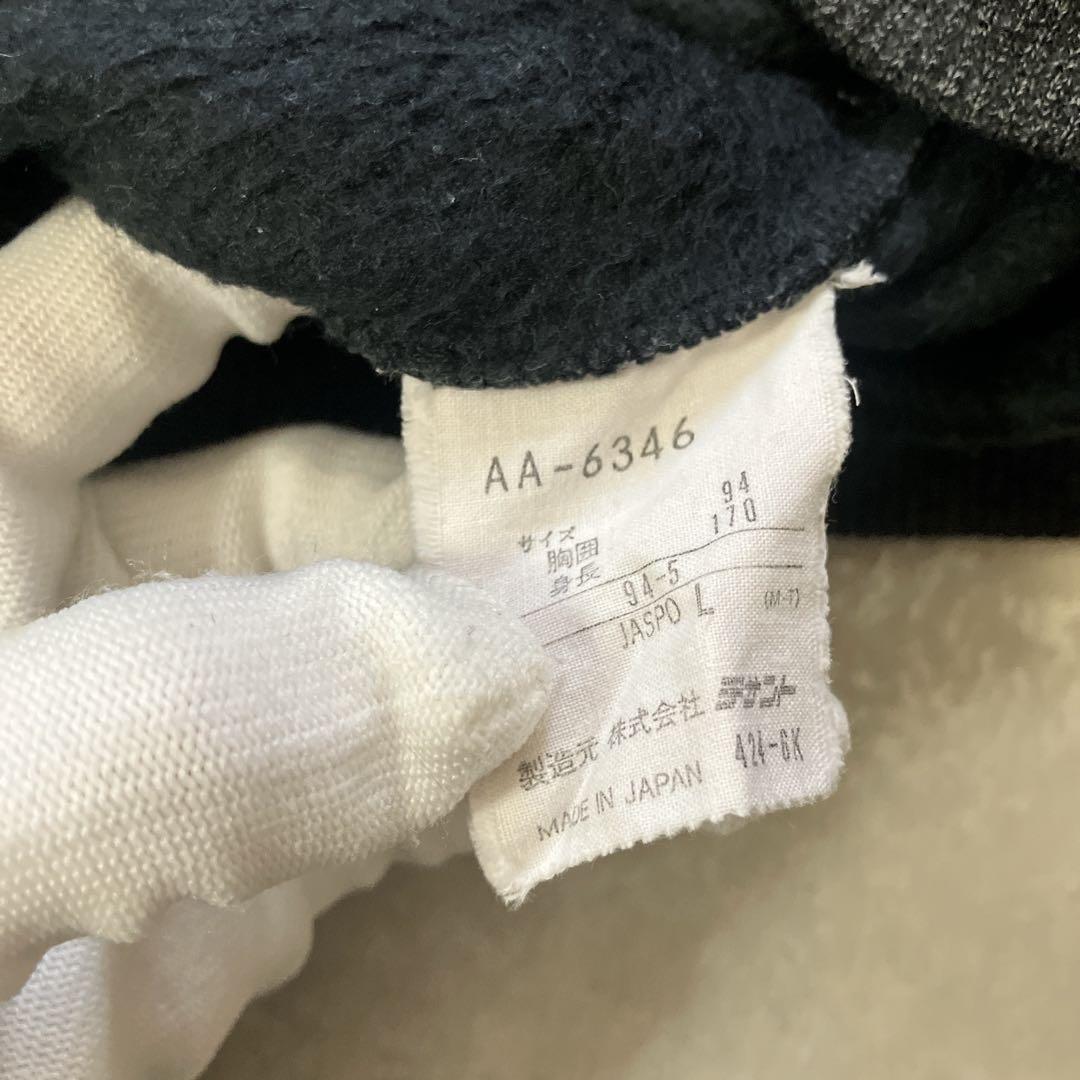 AA-6346
サイズ
胸囲 94
身長 170
94-5
JASPO L (M-T)
製造元 株式会社 デサント
MADE IN JAPAN 424-6K